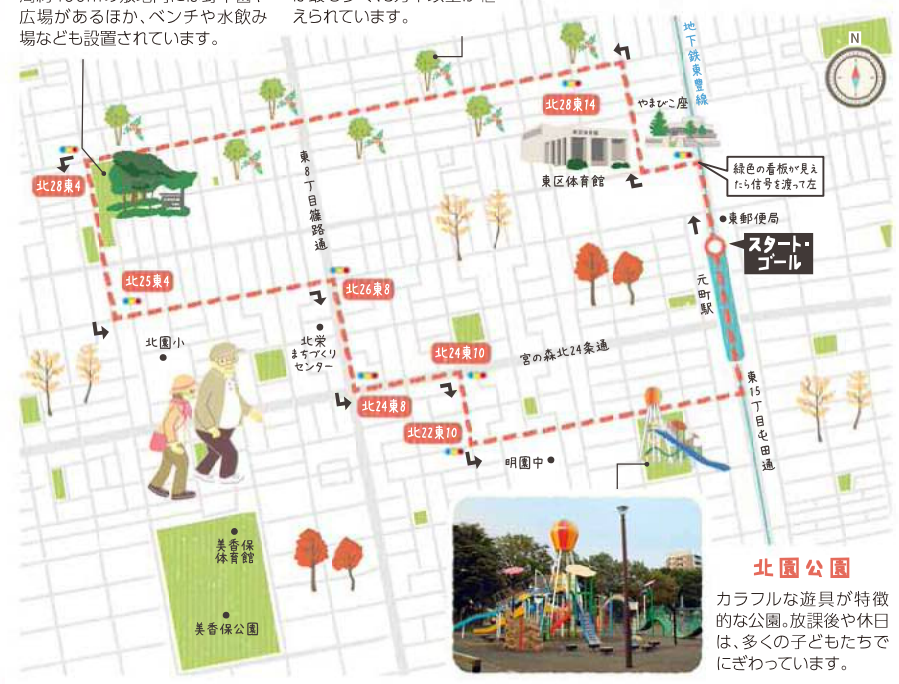 広場があるほか、ベンチや水飲み
場なども設置されています。
えられています。
N
地下鉄東豊線
北28東14
やまびこ座
東区体育館
緑色の看板が見え
たら信号を渡って左
東郵便局
スタート・
ゴール
元町駅
北28東4
東8丁目篠路通
北25東4
北26東8
北園小
北栄
まちづくり
センター
北24東10
宮の森北24条通
北24東8
北22東10
明園中
東15丁目屯田通
美香保
体育館
美香保公園
北園公園
カラフルな遊具が特徴
的な公園。放課後や休日
は、多くの子どもたちで
にぎわっています。